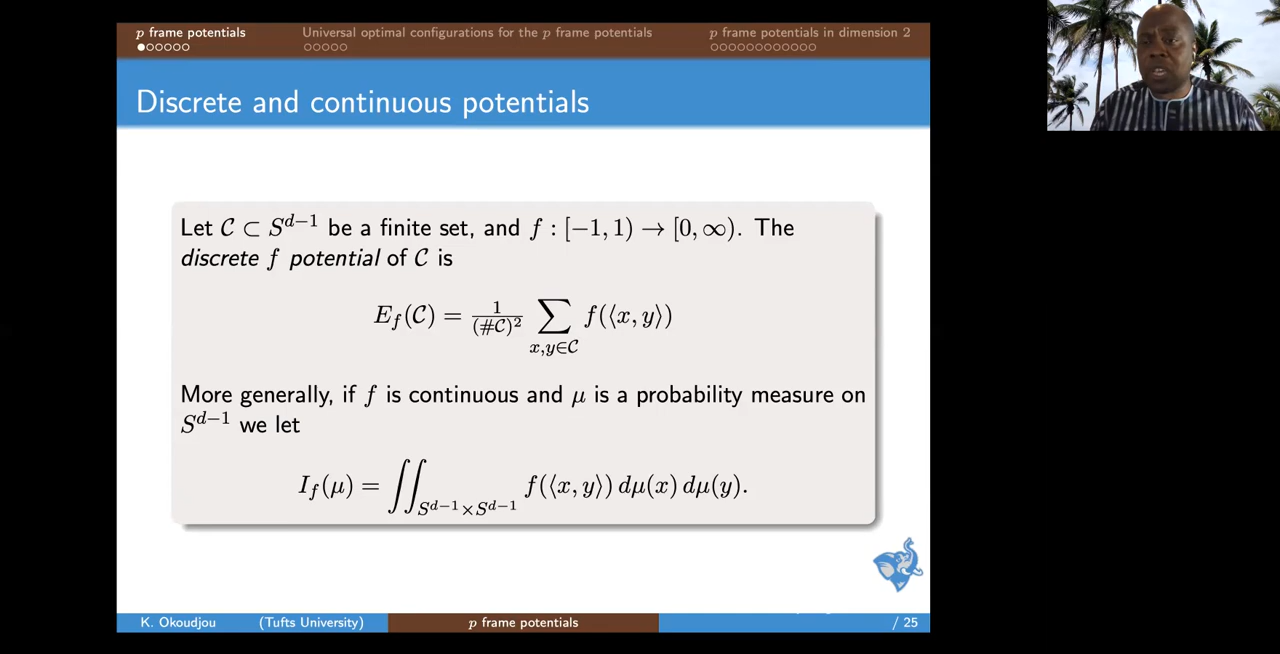 p frame potentials Universal optimal configurations for the p frame potentials p frame potentials in dimension 2
Discrete and continuous potentials
Let 𝒞 ⊂ S^{d−1} be a finite set, and f : [−1, 1) → [0, ∞). The
discrete f potential of 𝒞 is
E_f(𝒞) = 1/(#𝒞)² ∑_{x,y∈𝒞} f(⟨x, y⟩)
More generally, if f is continuous and μ is a probability measure on
S^{d−1} we let
I_f(μ) = ∬_{S^{d−1}×S^{d−1}} f(⟨x, y⟩) dμ(x) dμ(y).
K. Okoudjou (Tufts University) p frame potentials / 25